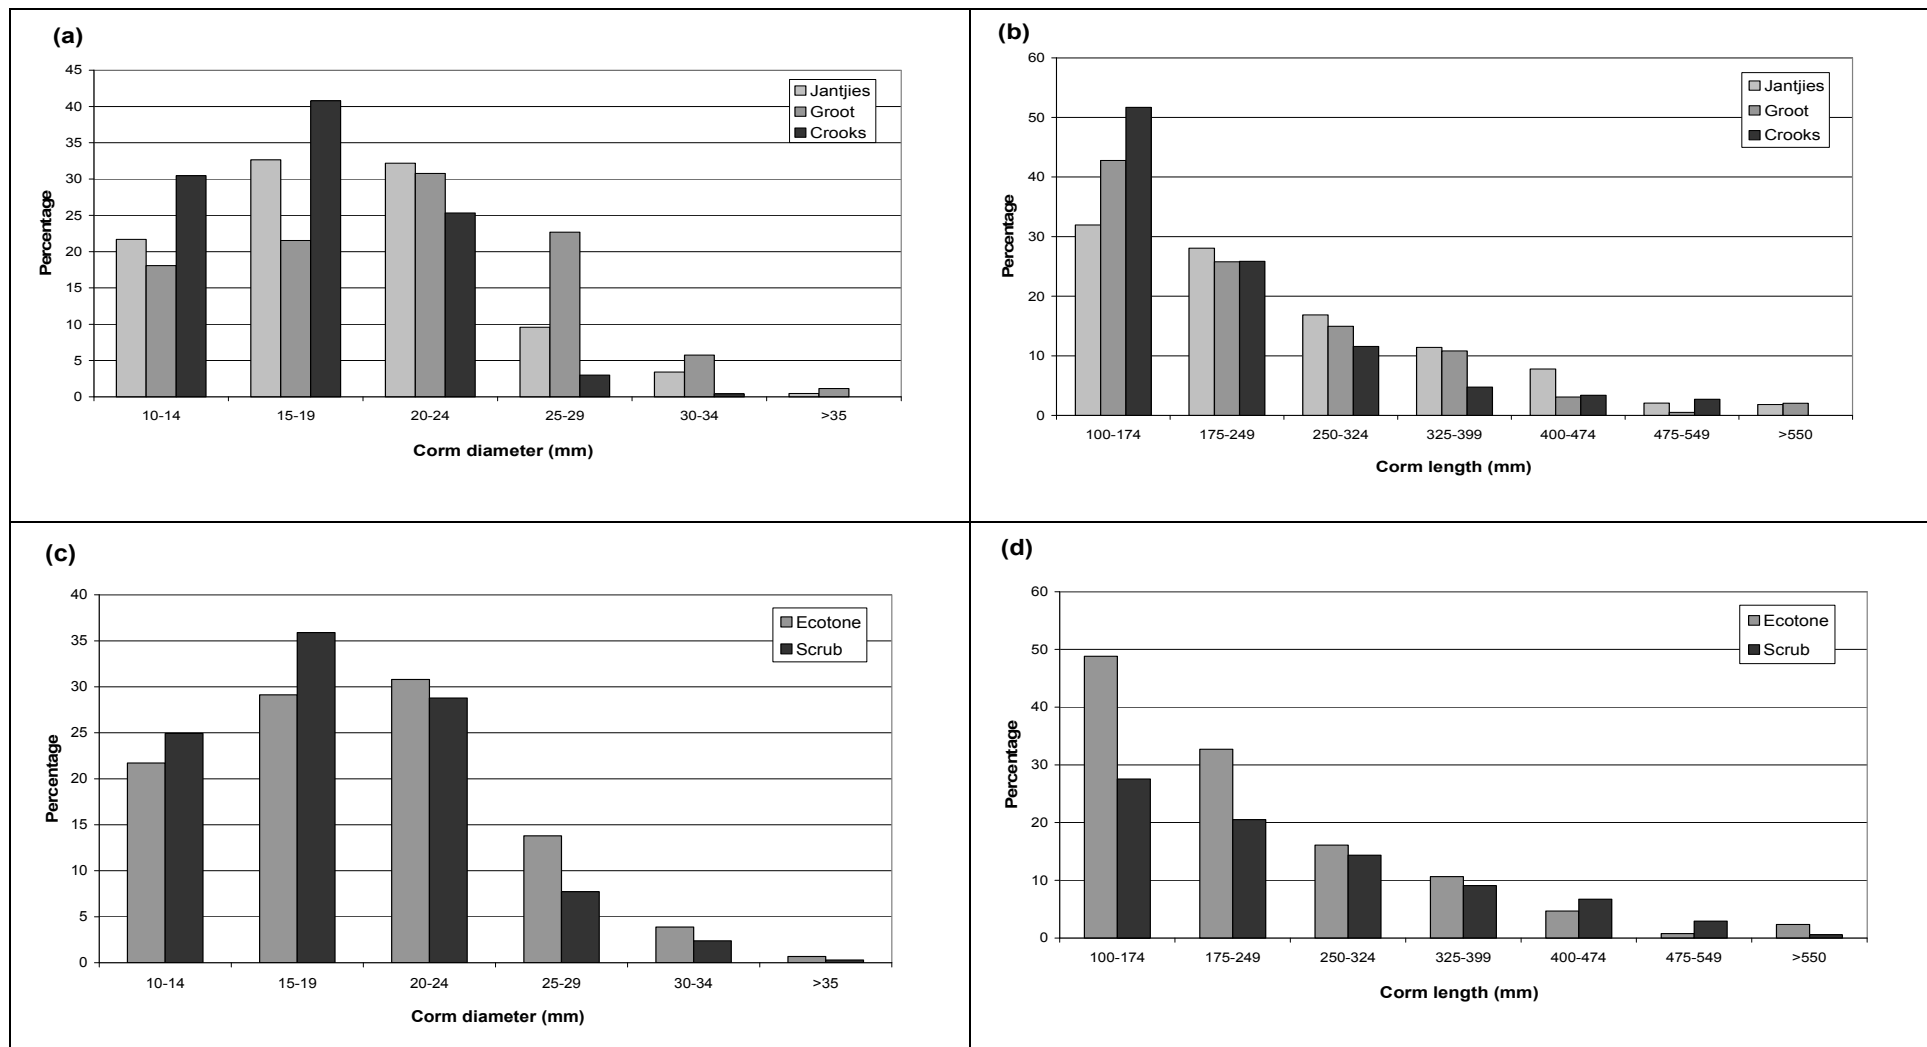 (a)
45
40
35
30
25
20
15
10
5
0
Percentage
Jantjies
Groot
Crooks
10-14 15-19 20-24 25-29 30-34 >35
Corm diameter (mm)
(b)
60
50
40
30
20
10
0
Percentage
Jantjies
Groot
Crooks
100-174 175-249 250-324 325-399 400-474 475-549 >550
Corm length (mm)
(c)
40
35
30
25
20
15
10
5
0
Percentage
Ecotone
Scrub
10-14 15-19 20-24 25-29 30-34 >35
Corm diameter (mm)
(d)
60
50
40
30
20
10
0
Percentage
Ecotone
Scrub
100-174 175-249 250-324 325-399 400-474 475-549 >550
Corm length (mm)